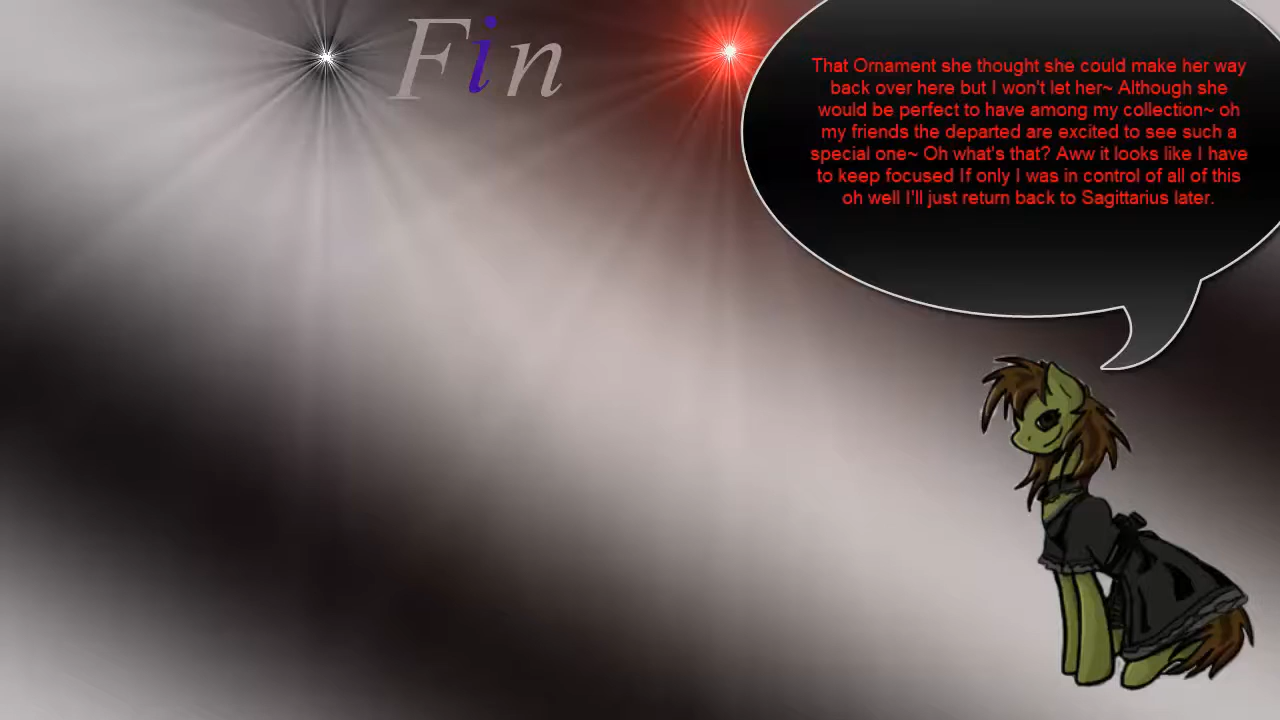 Fin
That Ornament she thought she could make her way
back over here but I won't let her~ Although she
would be perfect to have among my collection~ oh
my friends the departed are excited to see such a
special one~ Oh what's that? Aww it looks like I have
to keep focused If only I was in control of all of this
oh well I'll just return back to Sagittarius later.